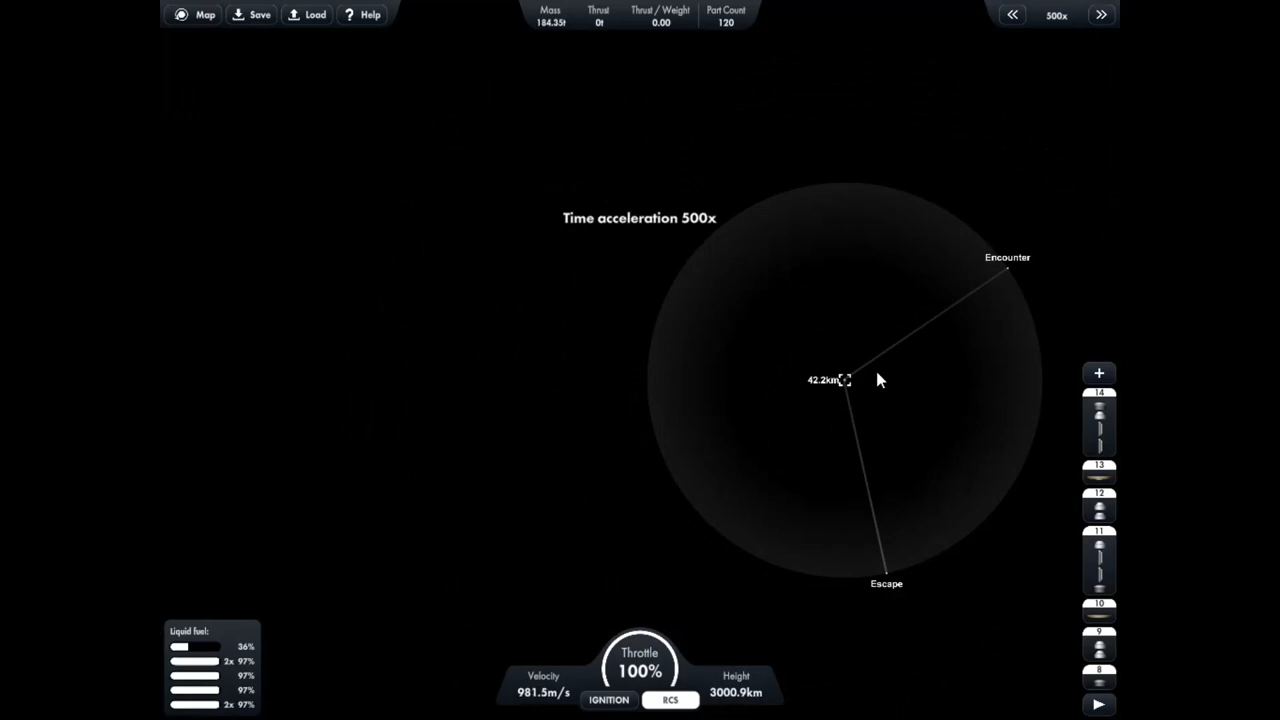 Map
Save
Load
Help
Mass
184.35t
Thrust
0t
Thrust / Weight
0.00
Part Count
120
500x
Time acceleration 500x
Encounter
42.2km
Escape
14
13
12
11
10
9
8
Liquid fuel:
36%
2x 97%
97%
97%
2x 97%
Throttle
100%
Velocity
981.5m/s
IGNITION
RCS
Height
3000.9km